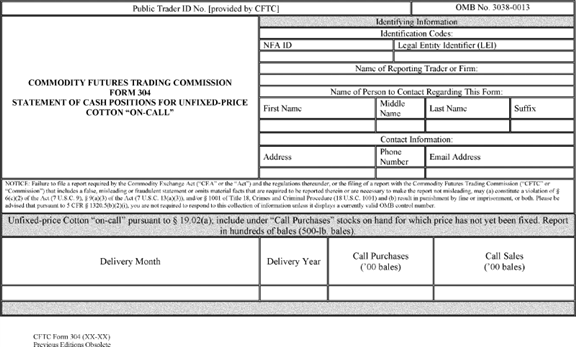 Public Trader ID No. [provided by CFTC]
OMB No. 3038-0013
COMMODITY FUTURES TRADING COMMISSION
FORM 304
STATEMENT OF CASH POSITIONS FOR UNFIXED-PRICE
COTTON “ON-CALL”
Identifying Information
Identification Codes:
NFA ID
Legal Entity Identifier (LEI)
Name of Reporting Trader or Firm:
Name of Person to Contact Regarding This Form:
First Name
Middle
Name
Last Name
Suffix
Contact Information:
Address
Phone
Number
Email Address
NOTICE: Failure to file a report required by the Commodity Exchange Act (“CEA” or the “Act”) and the regulations thereunder, or the filing of a report with the Commodity Futures Trading Commission (“CFTC” or
“Commission”) that includes a false, misleading or fraudulent statement or omits material facts that are required to be reported therein or are necessary to make the report not misleading, may (a) constitute a violation of §
6(c)(2) of the Act (7 U.S.C. 9), § 9(a)(3) of the Act (7 U.S.C. 13(a)(3)), and/or § 1001 of Title 18, Crimes and Criminal Procedure (18 U.S.C. 1001) and (b) result in punishment by fine or imprisonment, or both. Please be
advised that pursuant to 5 CFR § 1320.5(b)(2)(i), you are not required to respond to this collection of information unless it displays a currently valid OMB control number.
Unfixed-price Cotton “on-call” pursuant to § 19.02(a); include under “Call Purchases” stocks on hand for which price has not yet been fixed. Report
in hundreds of bales (500-lb. bales).
Delivery Month
Delivery Year
Call Purchases
(’00 bales)
Call Sales
(’00 bales)
CFTC Form 304 (XX-XX)
Previous Editions Obsolete